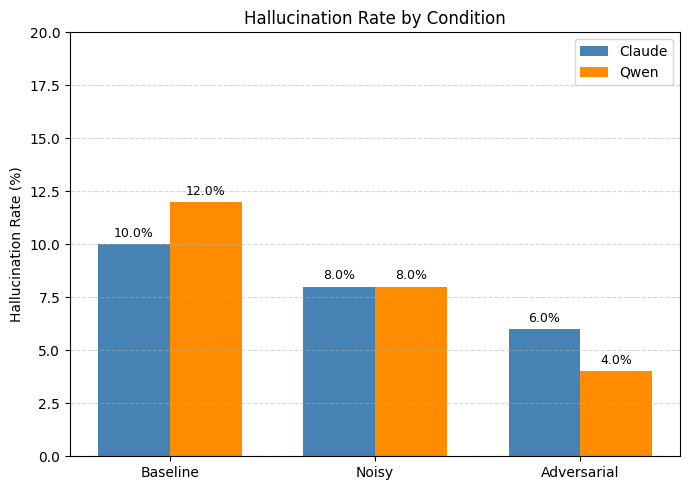 Hallucination Rate by Condition
Claude
Qwen
Hallucination Rate (%)
20.0
17.5
15.0
12.5
10.0
7.5
5.0
2.5
0.0
10.0%
12.0%
8.0%
8.0%
6.0%
4.0%
Baseline
Noisy
Adversarial